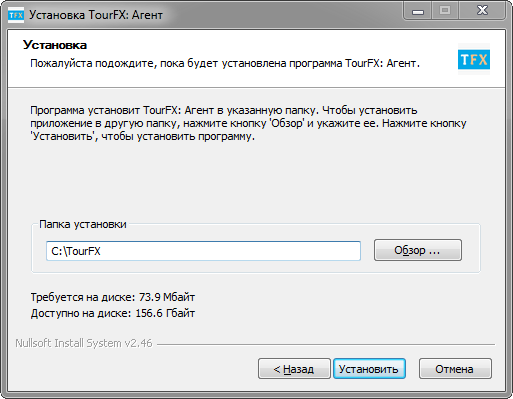 Установка TourFX: Агент
Установка
Пожалуйста подождите, пока будет установлена программа TourFX: Агент.
TFX
Программа установит TourFX: Агент в указанную папку. Чтобы установить
приложение в другую папку, нажмите кнопку 'Обзор' и укажите ее. Нажмите кнопку
'Установить', чтобы установить программу.
Папка установки
C:\TourFX
Обзор ...
Требуется на диске: 73.9 Мбайт
Доступно на диске: 156.6 Гбайт
Nullsoft Install System v2.46
< Назад
Установить
Отмена